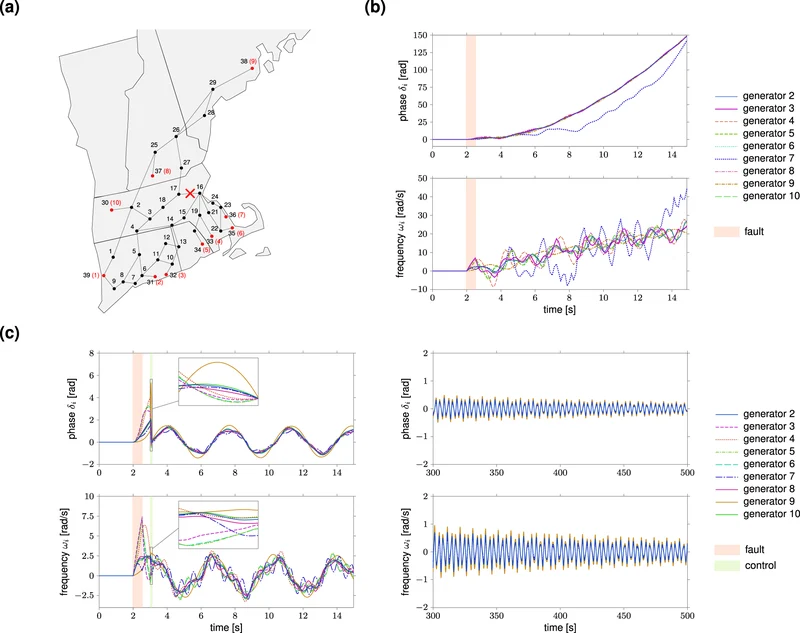 (a)
38 (9)
29
28
26
25
27
37 (8)
17
16
30 (10)
2
18
24
23
3
15
19
21
36 (7)
4
14
22
35 (6)
12
33 (4)
5
13
34 (5)
1
11
10
39 (1)
6
8
7
9
31 (2)
32 (3)
(b)
phase δᵢ [rad]
150
125
100
75
50
25
0
0 2 4 6 8 10 12 14
frequency ωᵢ [rad/s]
50
40
30
20
10
0
−10
0 2 4 6 8 10 12 14
time [s]
generator 2
generator 3
generator 4
generator 5
generator 6
generator 7
generator 8
generator 9
generator 10
fault
(c)
phase δᵢ [rad]
8
6
4
2
0
−2
0 2 4 6 8 10 12 14
2
1
0
−1
−2
300 350 400 450 500
frequency ωᵢ [rad/s]
10
7.5
5
2.5
0
−2.5
0 2 4 6 8 10 12 14
time [s]
2
1
0
−1
−2
300 350 400 450 500
time [s]
phase δᵢ [rad]
frequency ωᵢ [rad/s]
generator 2
generator 3
generator 4
generator 5
generator 6
generator 7
generator 8
generator 9
generator 10
fault
control